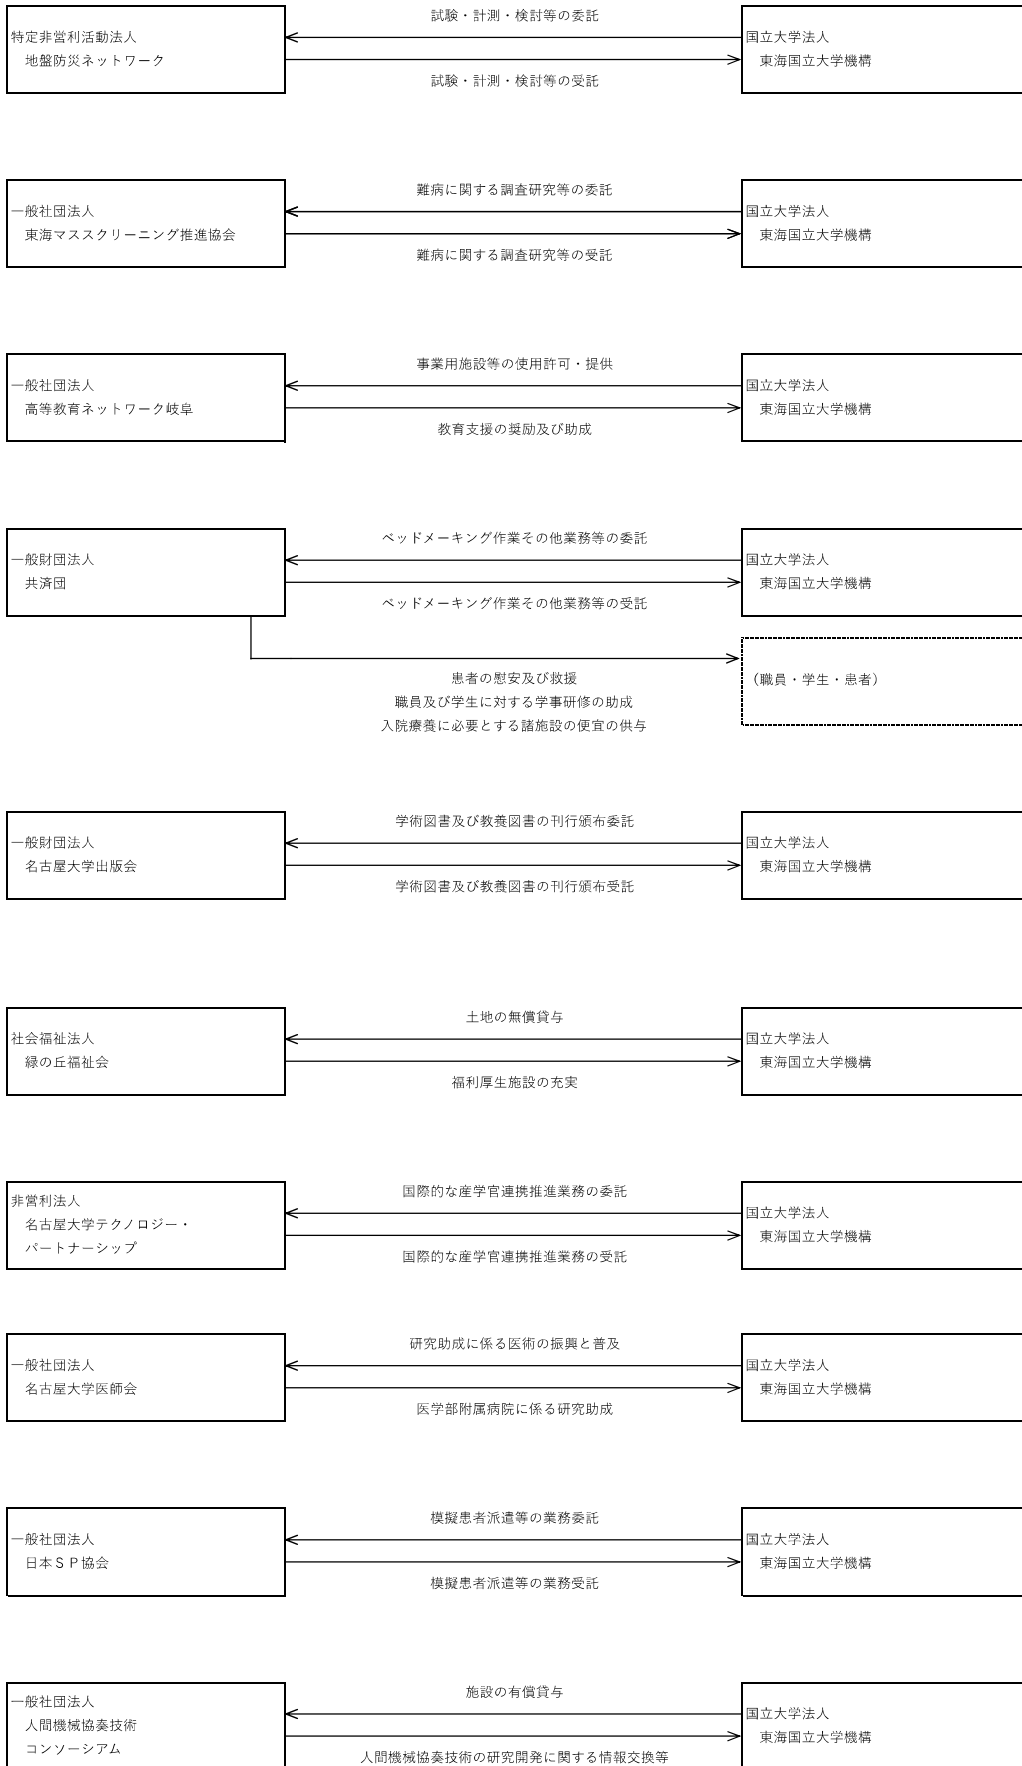 試験・計測・検討等の委託
特定非営利活動法人
地盤防災ネットワーク
国立大学法人
東海国立大学機構
試験・計測・検討等の受託
難病に関する調査研究等の委託
一般社団法人
東海マススクリーニング推進協会
国立大学法人
東海国立大学機構
難病に関する調査研究等の受託
事業用施設等の使用許可・提供
一般社団法人
高等教育ネットワーク岐阜
国立大学法人
東海国立大学機構
教育支援の奨励及び助成
ベッドメーキング作業その他業務等の委託
一般財団法人
共済団
国立大学法人
東海国立大学機構
ベッドメーキング作業その他業務等の受託
患者の慰安及び救援
職員及び学生に対する学事研修の助成
入院療養に必要とする諸施設の便宜の供与
（職員・学生・患者）
学術図書及び教養図書の刊行頒布委託
一般財団法人
名古屋大学出版会
国立大学法人
東海国立大学機構
学術図書及び教養図書の刊行頒布受託
土地の無償貸与
社会福祉法人
緑の丘福祉会
国立大学法人
東海国立大学機構
福利厚生施設の充実
国際的な産学官連携推進業務の委託
非営利法人
名古屋大学テクノロジー・
パートナーシップ
国立大学法人
東海国立大学機構
国際的な産学官連携推進業務の受託
研究助成に係る医術の振興と普及
一般社団法人
名古屋大学医師会
国立大学法人
東海国立大学機構
医学部附属病院に係る研究助成
模擬患者派遣等の業務委託
一般社団法人
日本ＳＰ協会
国立大学法人
東海国立大学機構
模擬患者派遣等の業務受託
施設の有償貸与
一般社団法人
人間機械協奏技術
コンソーシアム
国立大学法人
東海国立大学機構
人間機械協奏技術の研究開発に関する情報交換等